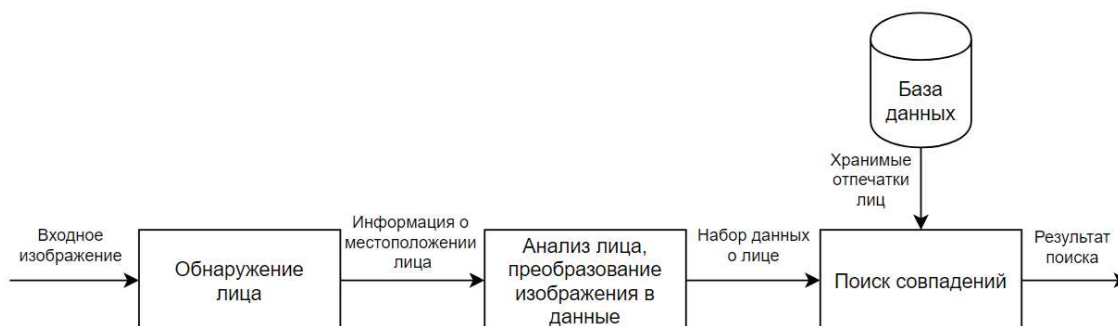 База
данных
Хранимые
отпечатки
лиц
Входное
изображение
Обнаружение
лица
Информация о
местоположении
лица
Анализ лица,
преобразование
изображения в
данные
Набор данных
о лице
Поиск совпадений
Результат
поиска